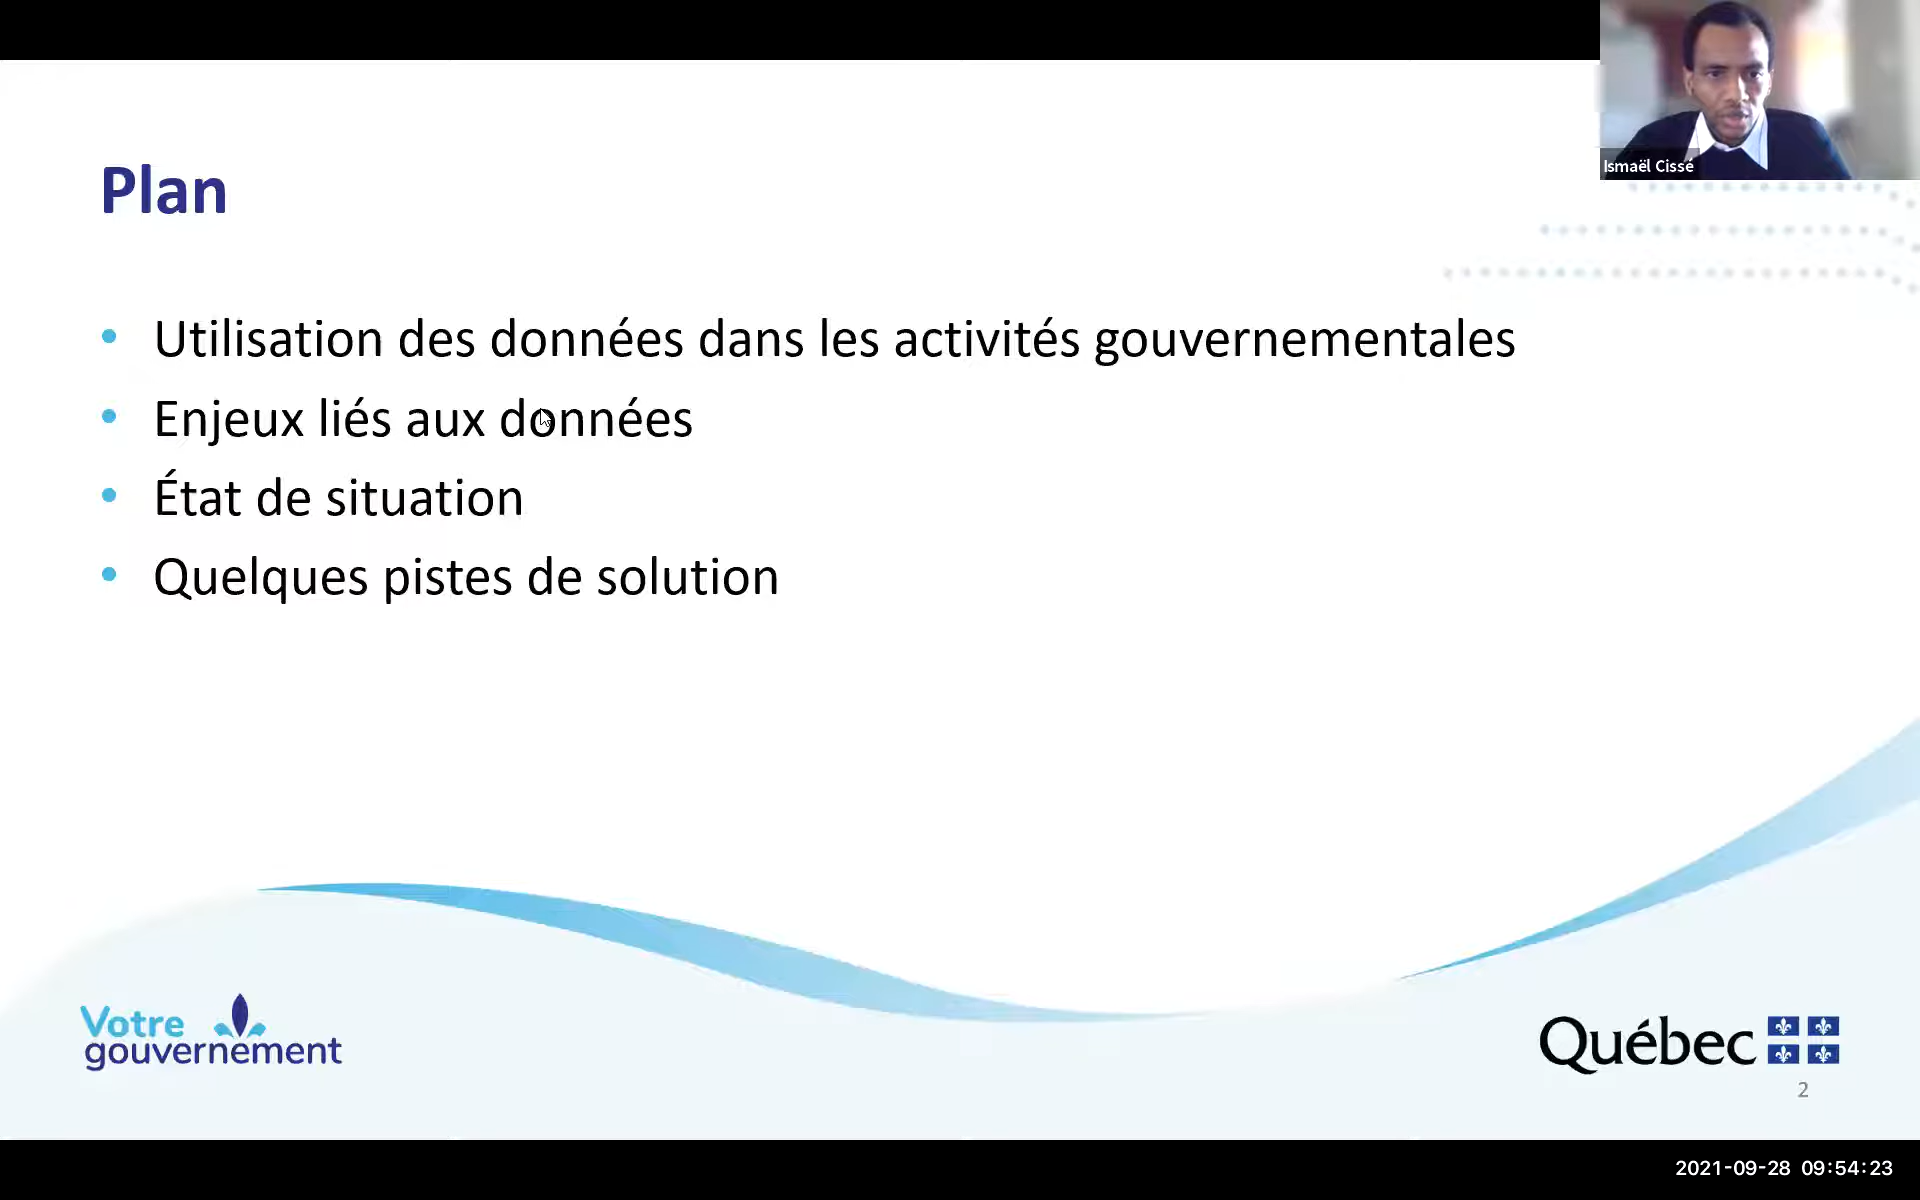 Ismaël Cissé
Plan
• Utilisation des données dans les activités gouvernementales
• Enjeux liés aux données
• État de situation
• Quelques pistes de solution
Votre
gouvernement
Québec
2
2021-09-28 09:54:23